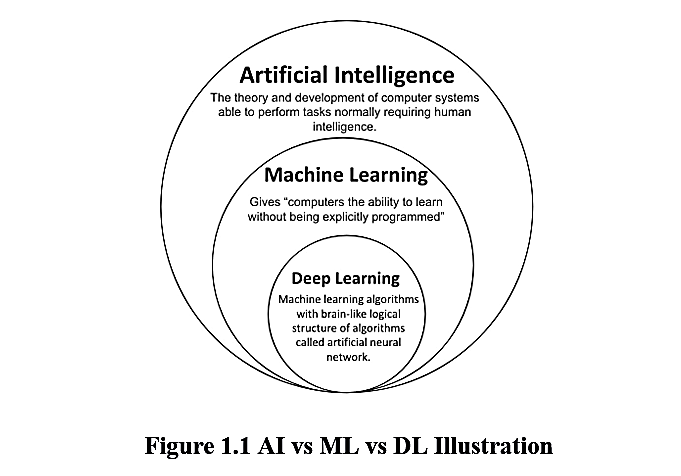 Artificial Intelligence
The theory and development of computer systems
able to perform tasks normally requiring human
intelligence.
Machine Learning
Gives “computers the ability to learn
without being explicitly programmed”
Deep Learning
Machine learning algorithms
with brain-like logical
structure of algorithms
called artificial neural
network.
Figure 1.1 AI vs ML vs DL Illustration